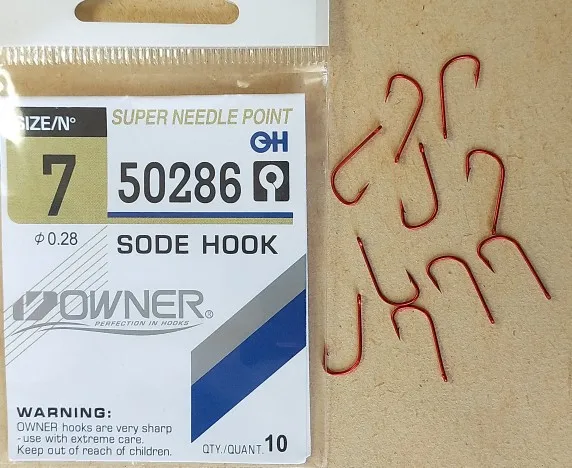 SIZE/N°
SUPER NEEDLE POINT
7
50286
φ0.28
SODE HOOK
OWNER®
PERFECTION IN HOOKS
WARNING:
OWNER hooks are very sharp
- use with extreme care.
Keep out of reach of children.
QTY./QUANT. 10